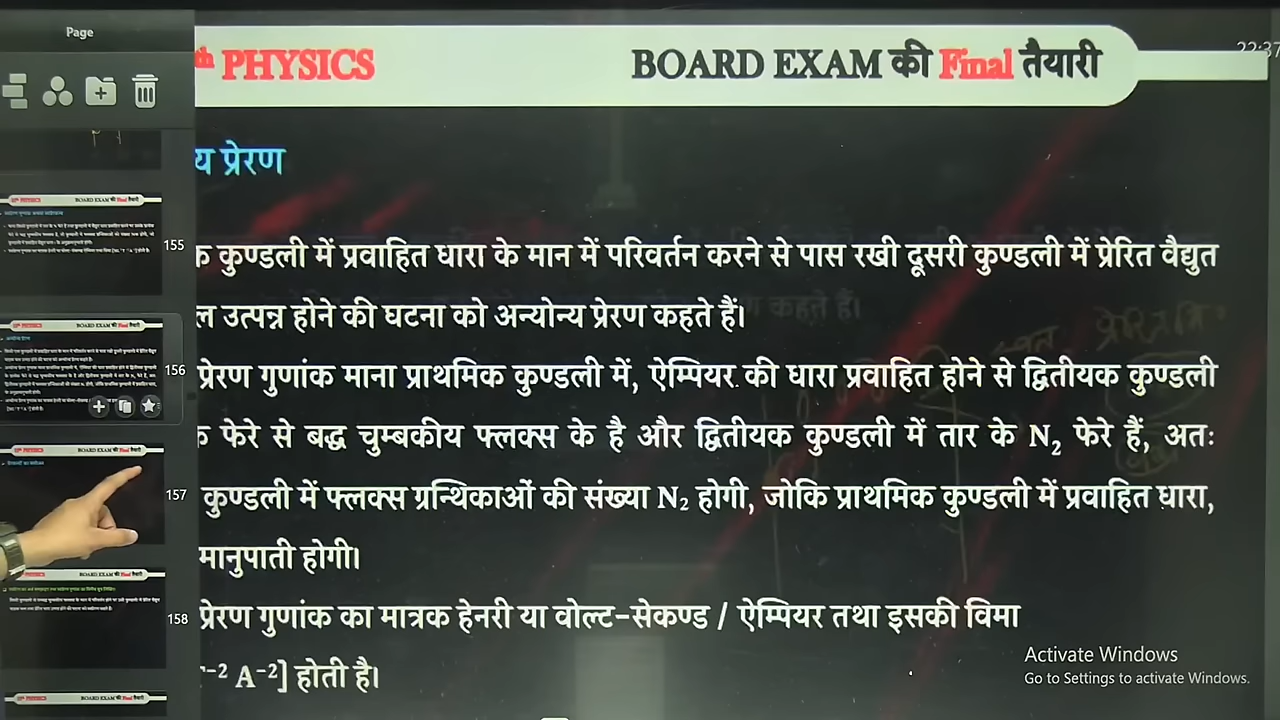 Page
th PHYSICS
BOARD EXAM की Final तैयारी
22:37
य प्रेरण
155
क कुण्डली में प्रवाहित धारा के मान में परिवर्तन करने से पास रखी दूसरी कुण्डली में प्रेरित वैद्युत
ल उत्पन्न होने की घटना को अन्योन्य प्रेरण कहते हैं।
156
प्रेरण गुणांक माना प्राथमिक कुण्डली में, ऐम्पियर की धारा प्रवाहित होने से द्वितीयक कुण्डली
क फेरे से बद्ध चुम्बकीय फ्लक्स के है और द्वितीयक कुण्डली में तार के N₂ फेरे हैं, अतः
157
कुण्डली में फ्लक्स ग्रन्थिकाओं की संख्या N₂ होगी, जोकि प्राथमिक कुण्डली में प्रवाहित धारा,
मानुपाती होगी।
158
प्रेरण गुणांक का मात्रक हेनरी या वोल्ट-सेकण्ड / ऐम्पियर तथा इसकी विमा
⁻² A⁻²] होती है।
Activate Windows
Go to Settings to activate Windows.